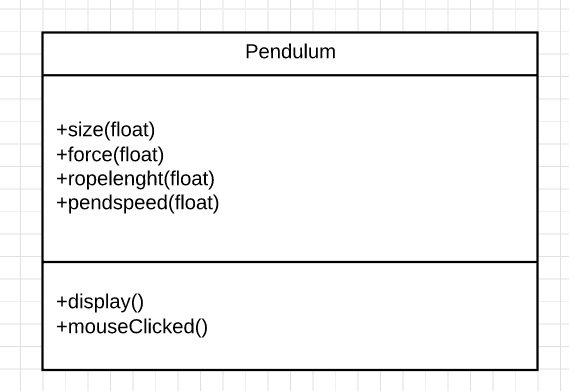 Pendulum
+size(float)
+force(float)
+ropelenght(float)
+pendspeed(float)
+display()
+mouseClicked()